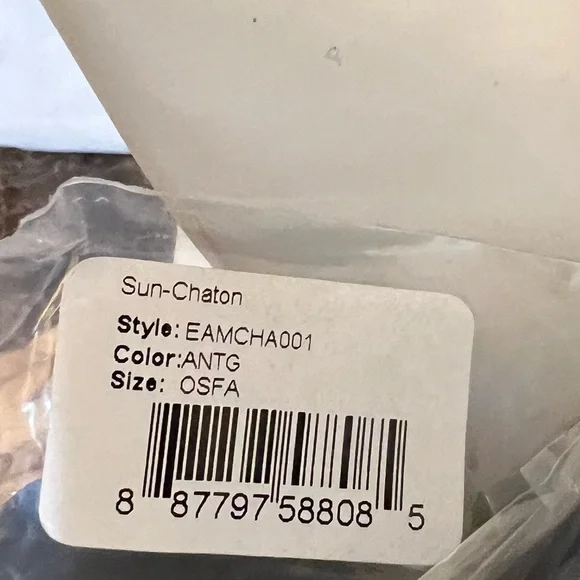 Sun-Chaton
Style: EAMCHA001
Color:ANTG
Size: OSFA
8 87797 58808 5